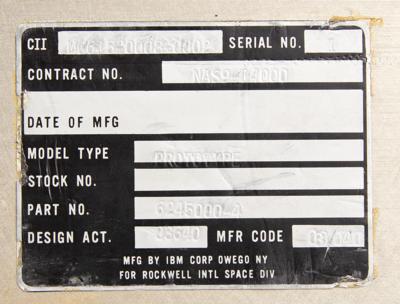 CII SERIAL NO. 1
CONTRACT NO. NAS9-14000
DATE OF MFG
MODEL TYPE PROTOTYPE
STOCK NO.
PART NO. 6245000-4
DESIGN ACT. MFR CODE
MFG BY IBM CORP OWEGO NY
FOR ROCKWELL INTL SPACE DIV